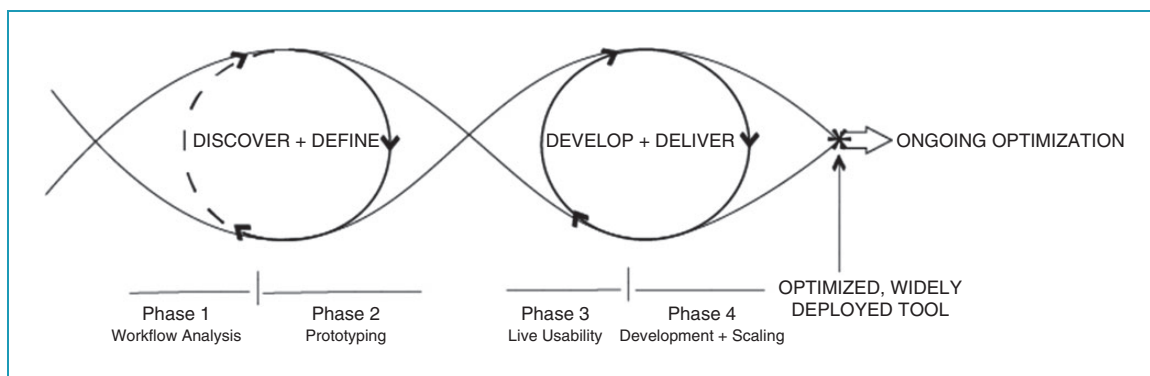 DISCOVER + DEFINE
DEVELOP + DELIVER
ONGOING OPTIMIZATION
OPTIMIZED, WIDELY
DEPLOYED TOOL
Phase 1
Workflow Analysis
Phase 2
Prototyping
Phase 3
Live Usability
Phase 4
Development + Scaling